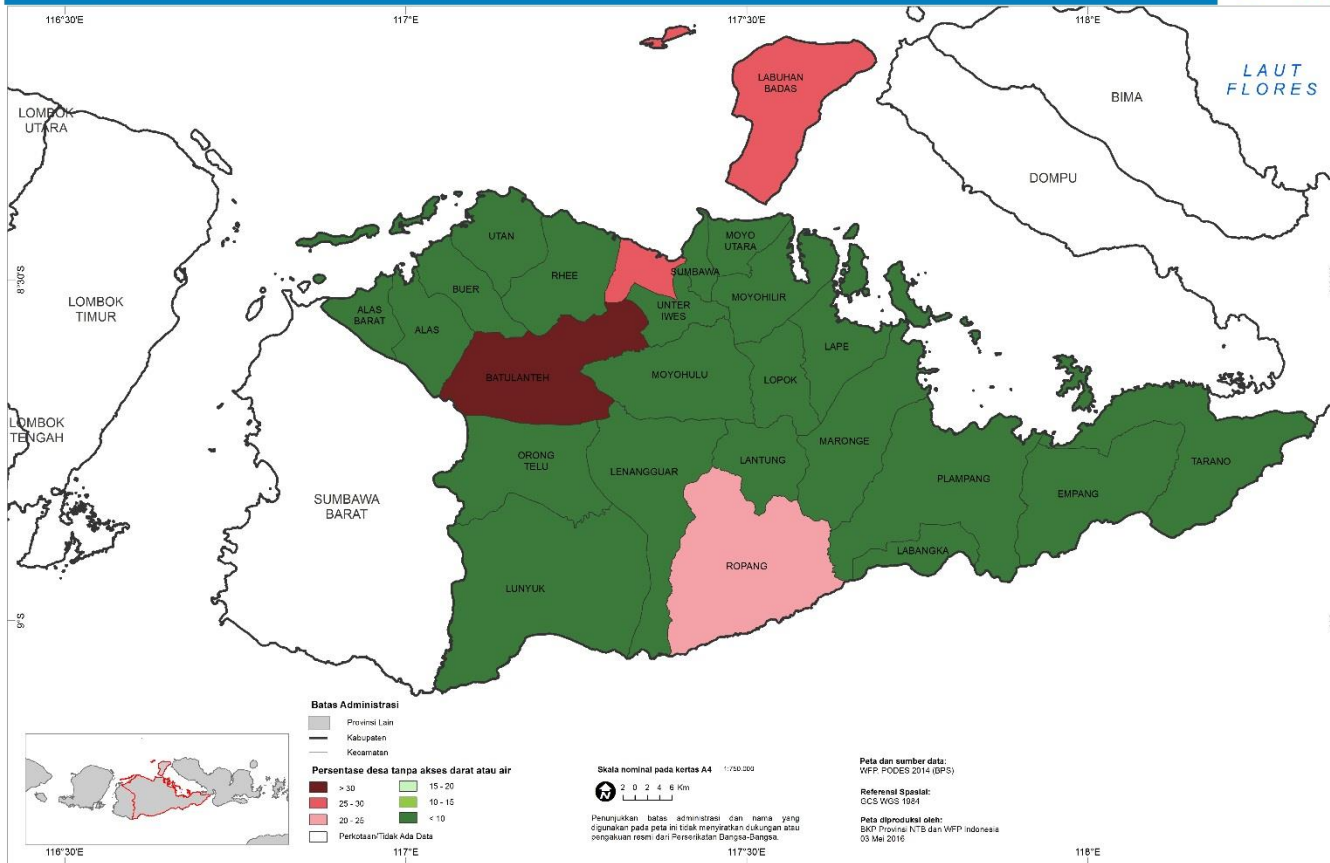 116°30'E
117°E
117°30'E
118°E
LAUT
FLORES
LABUHAN
BADAS
BIMA
LOMBOK
UTARA
DOMPU
UTAN
MOYO
UTARA
RHEE
SUMBAWA
8°30'S
BUER
MOYOHILIR
LOMBOK
TIMUR
UNTER
IWES
ALAS
BARAT
ALAS
LAPE
BATULANTEH
MOYOHULU
LOPOK
LOMBOK
TENGAH
MARONGE
ORONG
TELU
LANTUNG
LENANGGUAR
TARANO
PLAMPANG
EMPANG
SUMBAWA
BARAT
LABANGKA
ROPANG
LUNYUK
9°S
Batas Administrasi
Provinsi Lain
Kabupaten
Kecamatan
Persentase desa tanpa akses darat atau air
> 30
25 - 30
20 - 25
15 - 20
10 - 15
< 10
Perkotaan/Tidak Ada Data
Skala nominal pada kertas A4 1:750.000
2 0 2 4 6 Km
Penunjukkan batas administrasi dan nama yang
digunakan pada peta ini tidak menyiratkan dukungan atau
pengakuan resmi dari Perserikatan Bangsa-Bangsa.
Peta dan sumber data:
WFP, PODES 2014 (BPS)
Referensi Spasial:
GCS WGS 1984
Peta diproduksi oleh:
BKP Provinsi NTB dan WFP Indonesia
03 Mei 2016
116°30'E
117°E
117°30'E
118°E